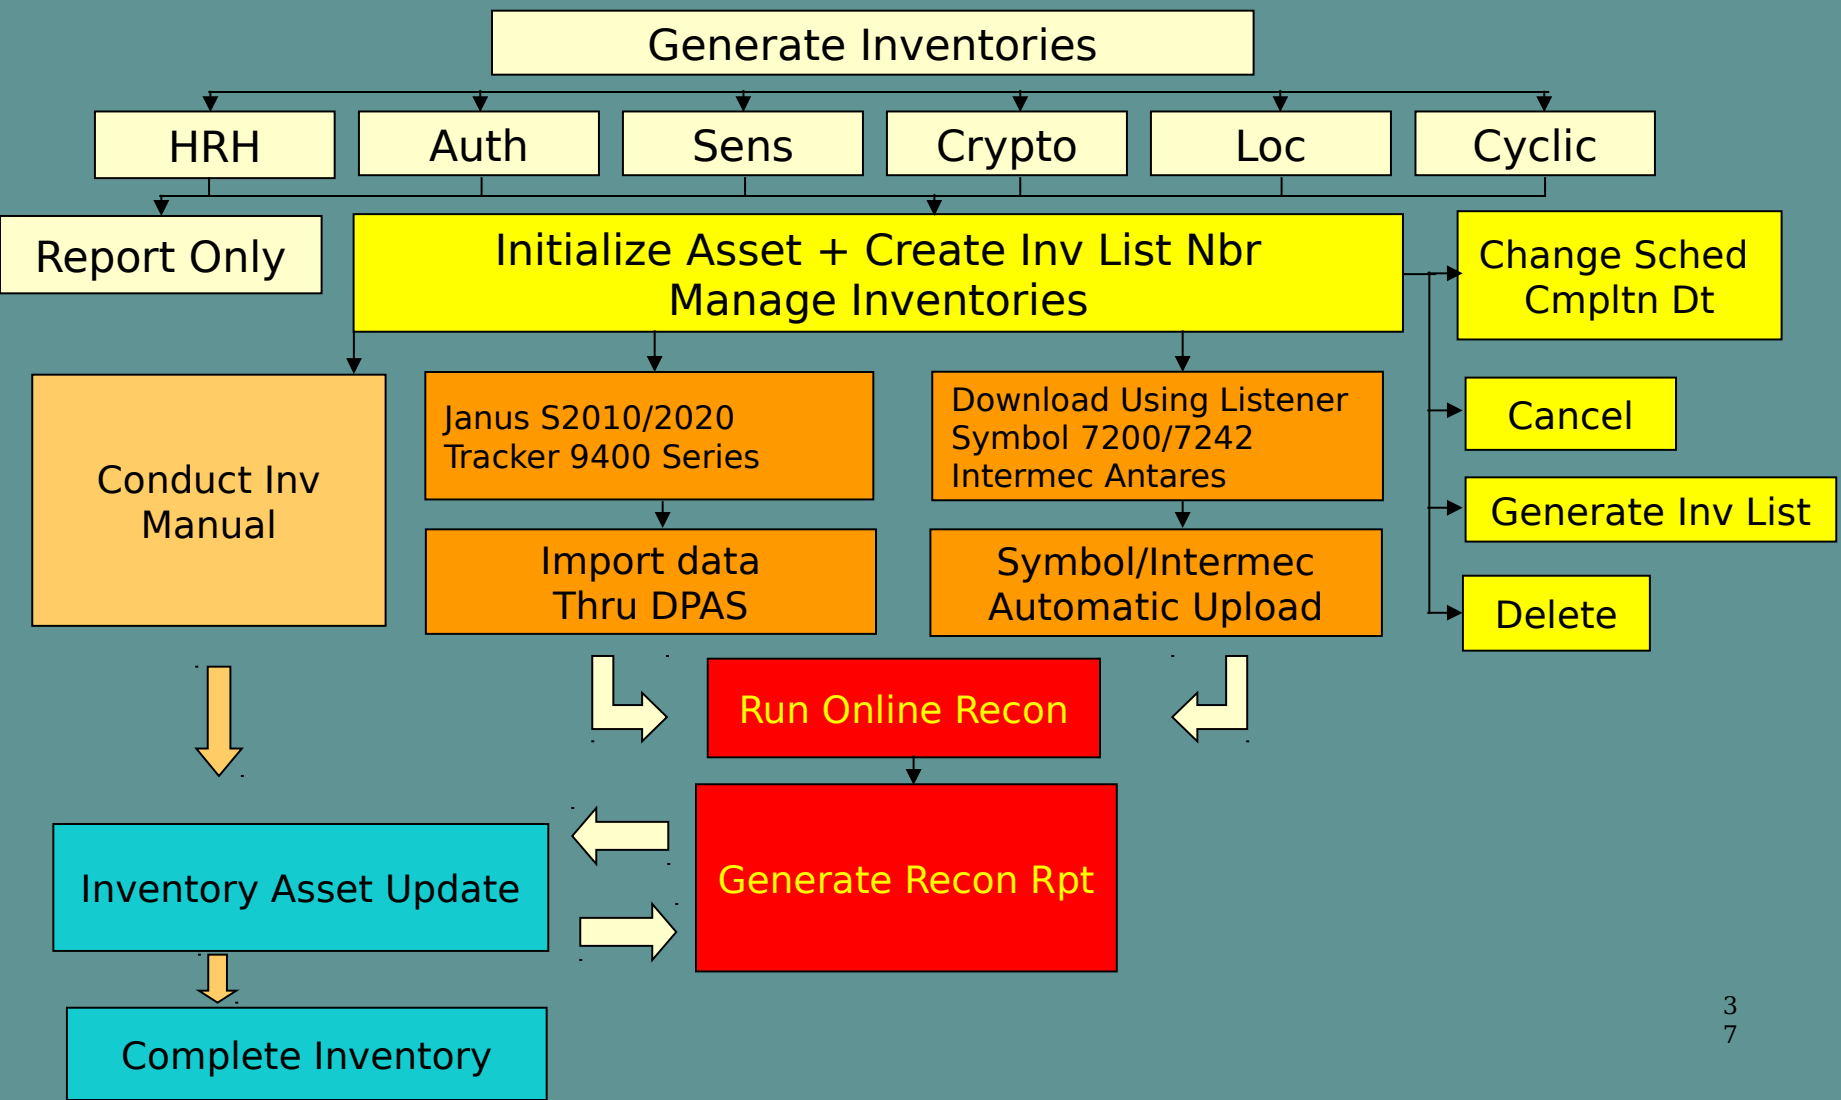 Generate Inventories
HRH
Auth
Sens
Crypto
Loc
Cyclic
Report Only
Initialize Asset + Create Inv List Nbr
Manage Inventories
Change Sched
Cmpltn Dt
Conduct Inv
Manual
Janus S2010/2020
Tracker 9400 Series
Download Using Listener
Symbol 7200/7242
Intermec Antares
Cancel
Generate Inv List
Import data
Thru DPAS
Symbol/Intermec
Automatic Upload
Delete
Run Online Recon
Generate Recon Rpt
Inventory Asset Update
Complete Inventory
3
7